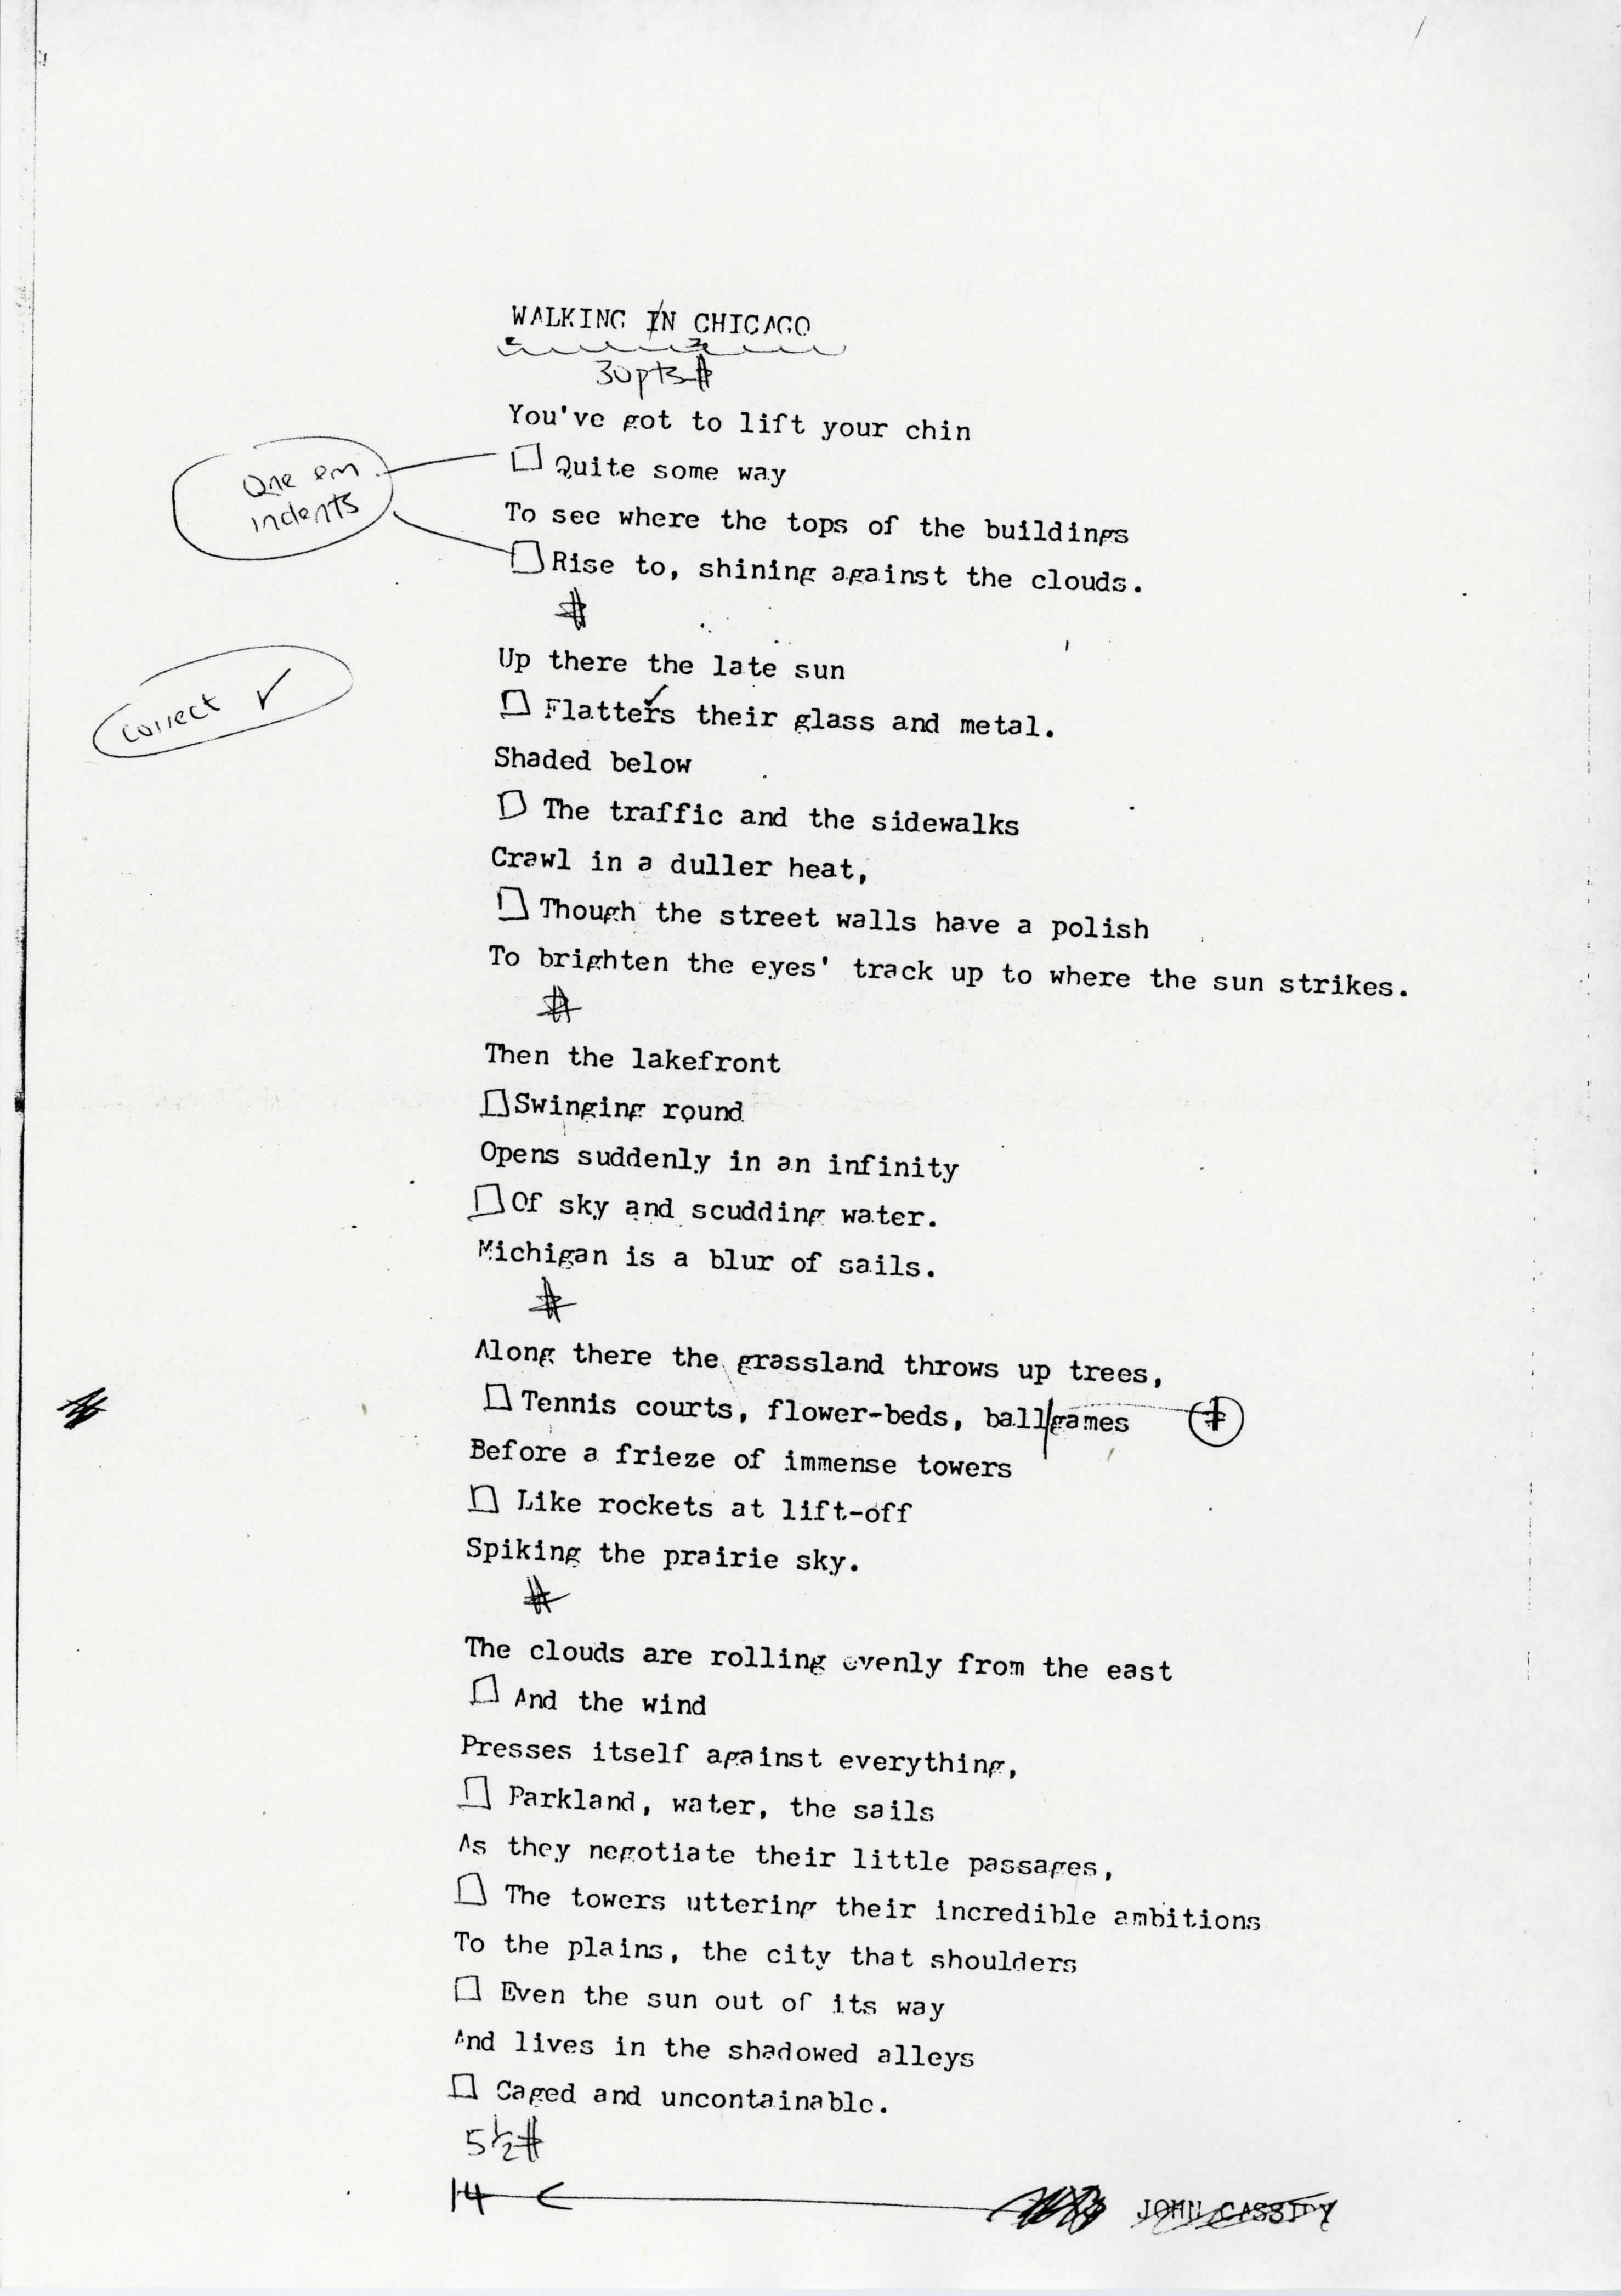 WALKING IN CHICAGO
30pts #
You've got to lift your chin
Quite some way
One em
indents
To see where the tops of the buildings
Rise to, shining against the clouds.
#
Up there the late sun
Flatters their glass and metal.
Correct ✓
Shaded below
The traffic and the sidewalks
Crawl in a duller heat,
Though the street walls have a polish
To brighten the eyes' track up to where the sun strikes.
#
Then the lakefront
Swinging round
Opens suddenly in an infinity
Of sky and scudding water.
Michigan is a blur of sails.
#
Along there the grassland throws up trees,
Tennis courts, flower-beds, ballgames #
Before a frieze of immense towers
Like rockets at lift-off
Spiking the prairie sky.
#
The clouds are rolling evenly from the east
And the wind
Presses itself against everything,
Parkland, water, the sails
As they negotiate their little passages,
The towers uttering their incredible ambitions
To the plains, the city that shoulders
Even the sun out of its way
And lives in the shadowed alleys
Caged and uncontainable.
5½#
14 JOHN CASSIDY